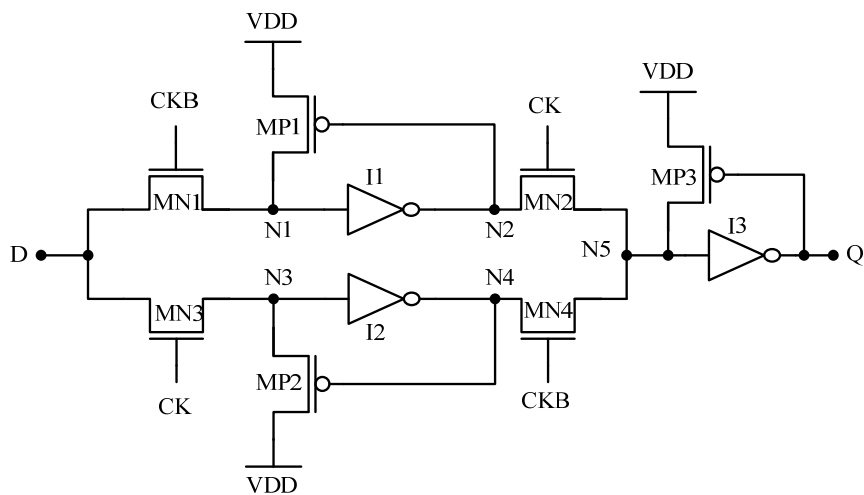 VDD
VDD
CKB
CK
MP1
MP3
I1
MN1
MN2
N1
N2
I3
N5
D
Q
N3
N4
MN3
MN4
I2
MP2
CK
CKB
VDD